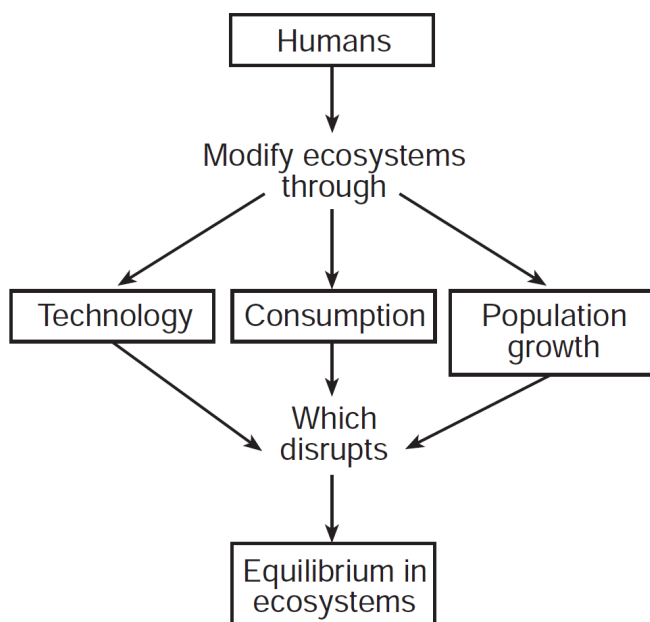 Humans
Modify ecosystems
through
Technology
Consumption
Population
growth
Which
disrupts
Equilibrium in
ecosystems